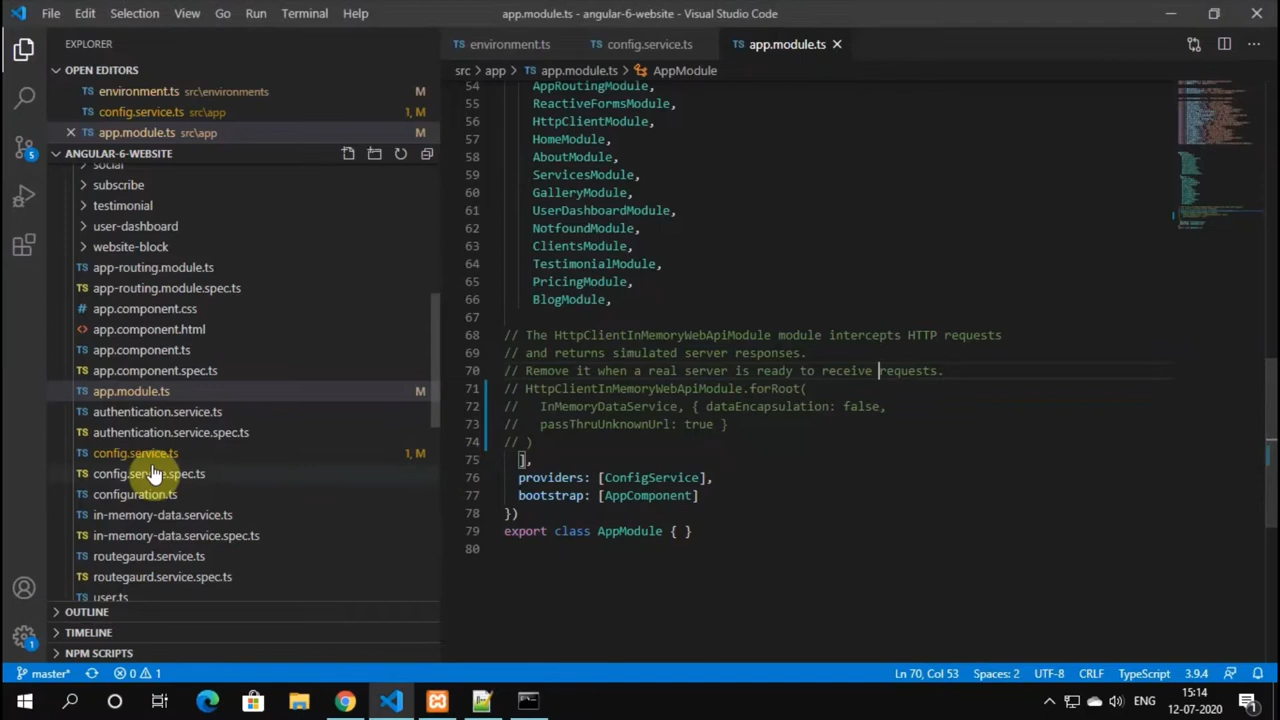 File Edit Selection View Go Run Terminal Help
app.module.ts - angular-6-website - Visual Studio Code
EXPLORER
OPEN EDITORS
environment.ts src\environments M
config.service.ts src\app 1, M
app.module.ts src\app M
ANGULAR-6-WEBSITE
social
subscribe
testimonial
user-dashboard
website-block
TS app-routing.module.ts
TS app-routing.module.spec.ts
# app.component.css
<> app.component.html
TS app.component.ts
TS app.component.spec.ts
TS app.module.ts M
TS authentication.service.ts
TS authentication.service.spec.ts
TS config.service.ts 1, M
TS config.service.spec.ts
TS configuration.ts
TS in-memory-data.service.ts
TS in-memory-data.service.spec.ts
TS routegaurd.service.ts
TS routegaurd.service.spec.ts
TS user.ts
OUTLINE
TIMELINE
NPM SCRIPTS
5
1
TS environment.ts TS config.service.ts TS app.module.ts
src > app > TS app.module.ts > AppModule
54 AppRoutingModule,
55 ReactiveFormsModule,
56 HttpClientModule,
57 HomeModule,
58 AboutModule,
59 ServicesModule,
60 GalleryModule,
61 UserDashboardModule,
62 NotfoundModule,
63 ClientsModule,
64 TestimonialModule,
65 PricingModule,
66 BlogModule,
67
68 // The HttpClientInMemoryWebApiModule module intercepts HTTP requests
69 // and returns simulated server responses.
70 // Remove it when a real server is ready to receive requests.
71 // HttpClientInMemoryWebApiModule.forRoot(
72 // InMemoryDataService, { dataEncapsulation: false,
73 // passThruUnknownUrl: true }
74 // )
75 ],
76 providers: [ConfigService],
77 bootstrap: [AppComponent]
78 })
79 export class AppModule { }
80
master* 0 1 Ln 70, Col 53 Spaces: 2 UTF-8 CRLF TypeScript 3.9.4
ENG 15:14
12-07-2020